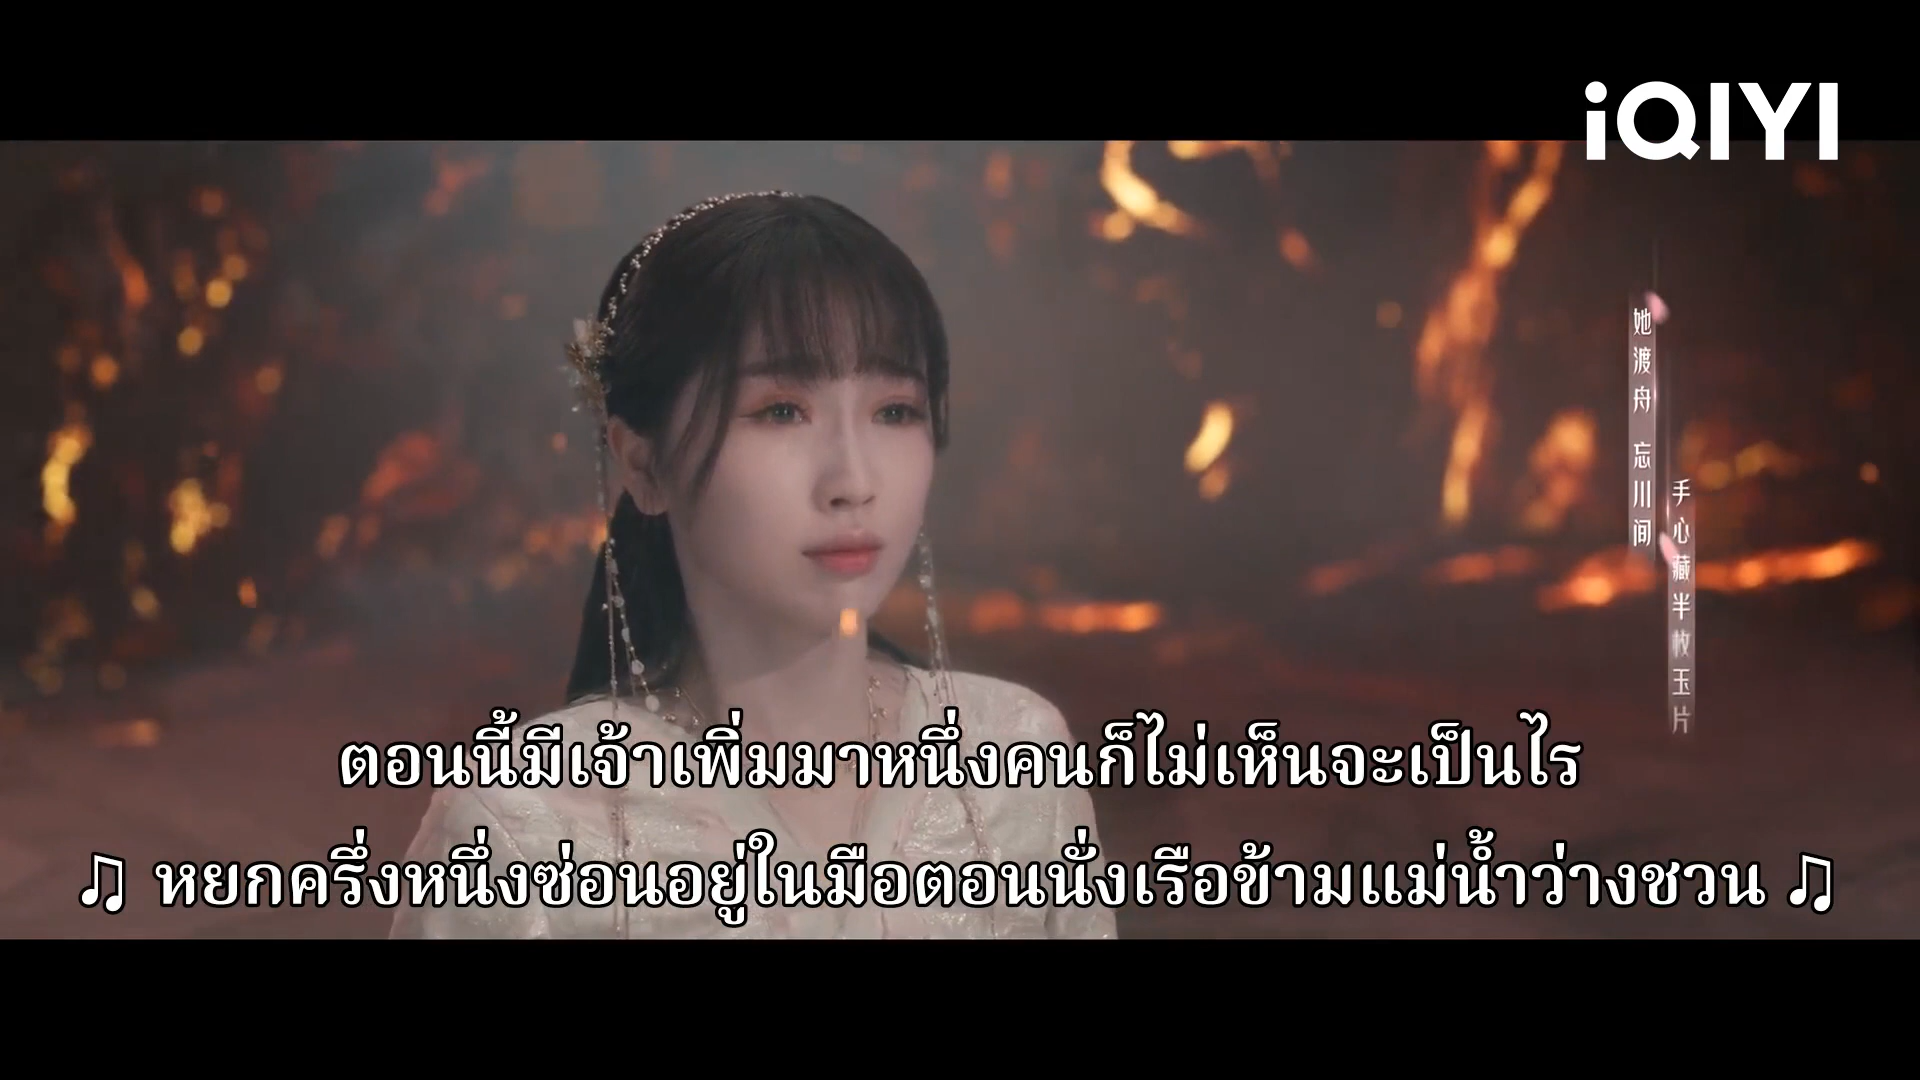 iQIYI
她渡舟 忘川间
手心藏半枚玉片
ตอนนี้มีเจ้าเพิ่มมาหนึ่งคนก็ไม่เห็นจะเป็นไร
♫ หยกครึ่งหนึ่งซ่อนอยู่ในมือตอนนั่งเรือข้ามแม่น้ำว่างชวน ♫